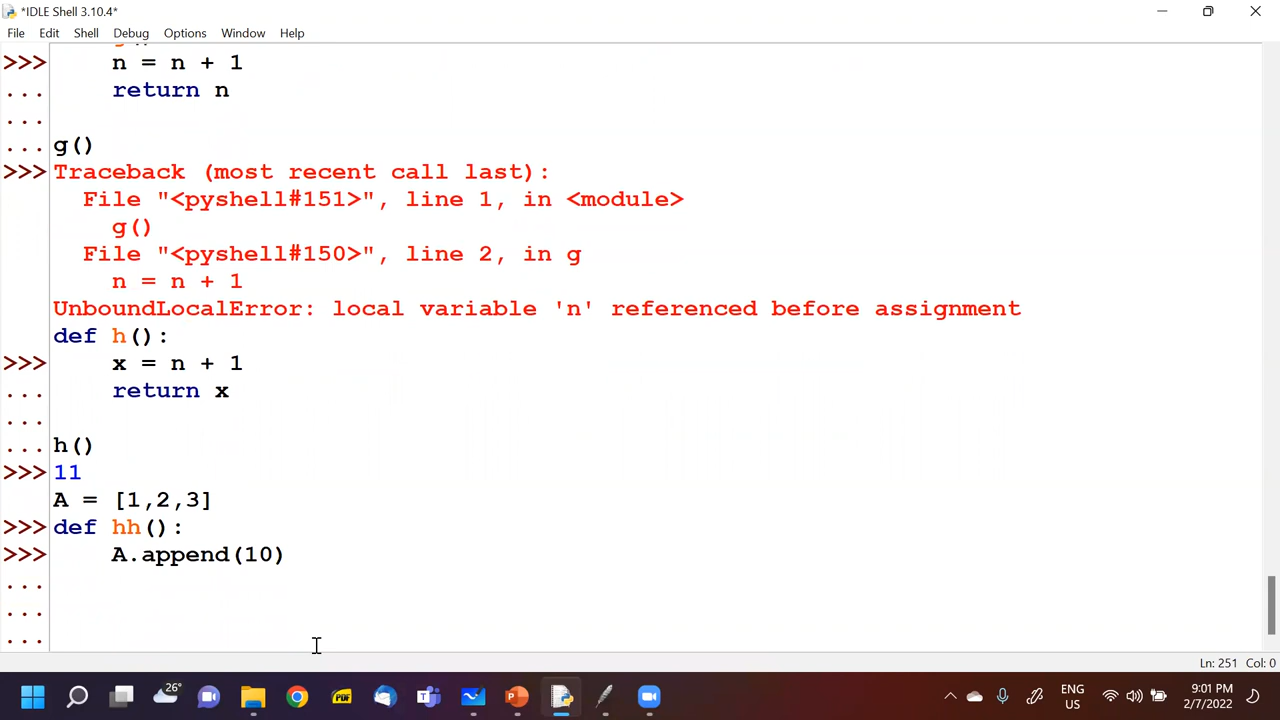 *IDLE Shell 3.10.4*
File Edit Shell Debug Options Window Help
>>> n = n + 1
... return n
...
... g()
>>> Traceback (most recent call last):
File "<pyshell#151>", line 1, in <module>
g()
File "<pyshell#150>", line 2, in g
n = n + 1
UnboundLocalError: local variable 'n' referenced before assignment
def h():
>>> x = n + 1
... return x
...
... h()
>>> 11
A = [1,2,3]
>>> def hh():
>>> A.append(10)
...
...
...
Ln: 251 Col: 0
26°
PDF
ENG
US
9:01 PM
2/7/2022